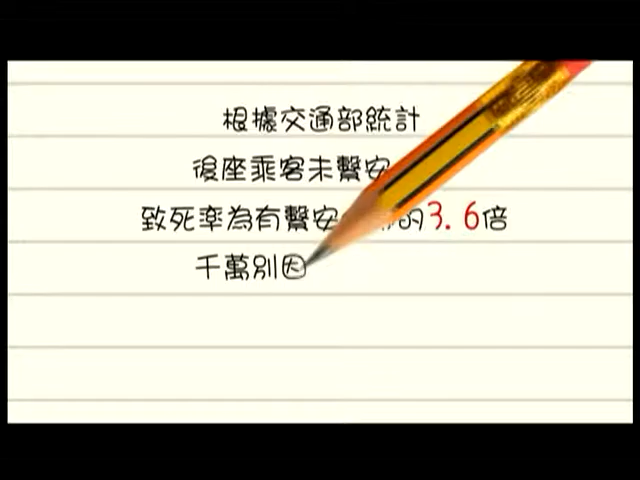 根據交通部統計
後座乘客未繫安
致死率為有繫安 的3.6倍
千萬別因